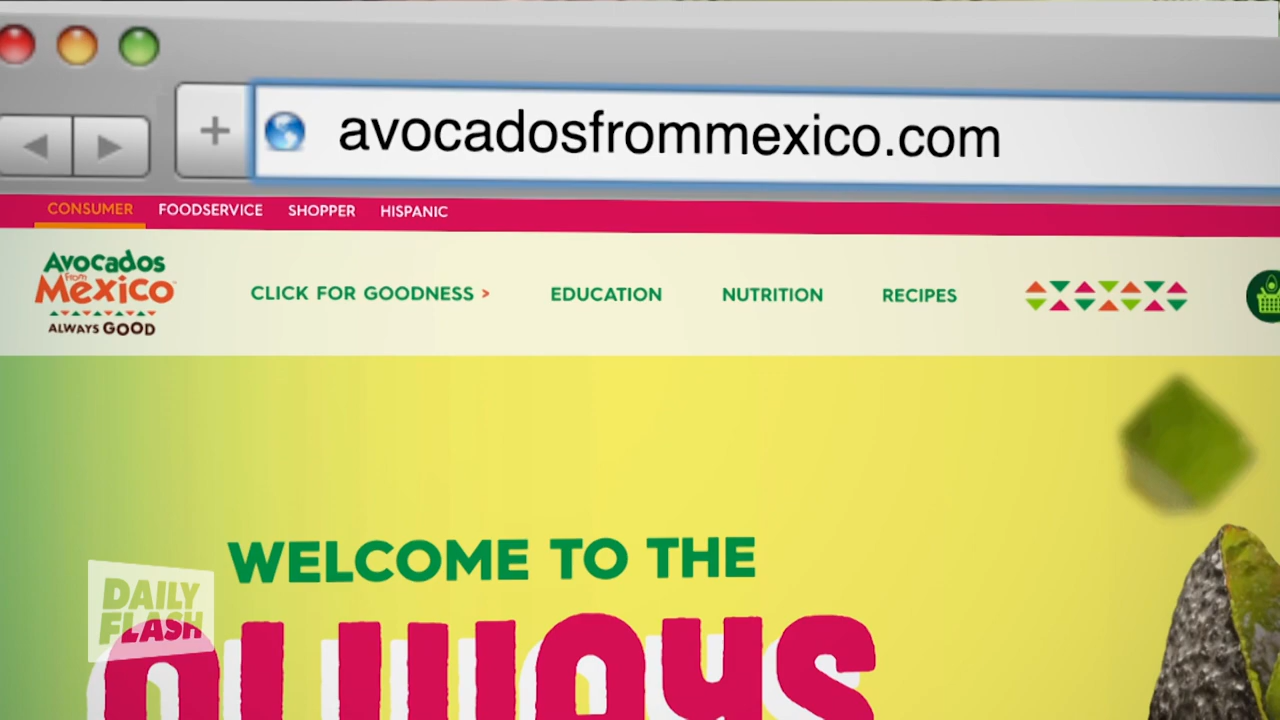 avocadosfrommexico.com
CONSUMER FOODSERVICE SHOPPER HISPANIC
Avocados
From
Mexico
ALWAYS GOOD
CLICK FOR GOODNESS > EDUCATION NUTRITION RECIPES
WELCOME TO THE
ALWAYS
DAILY
FLASH